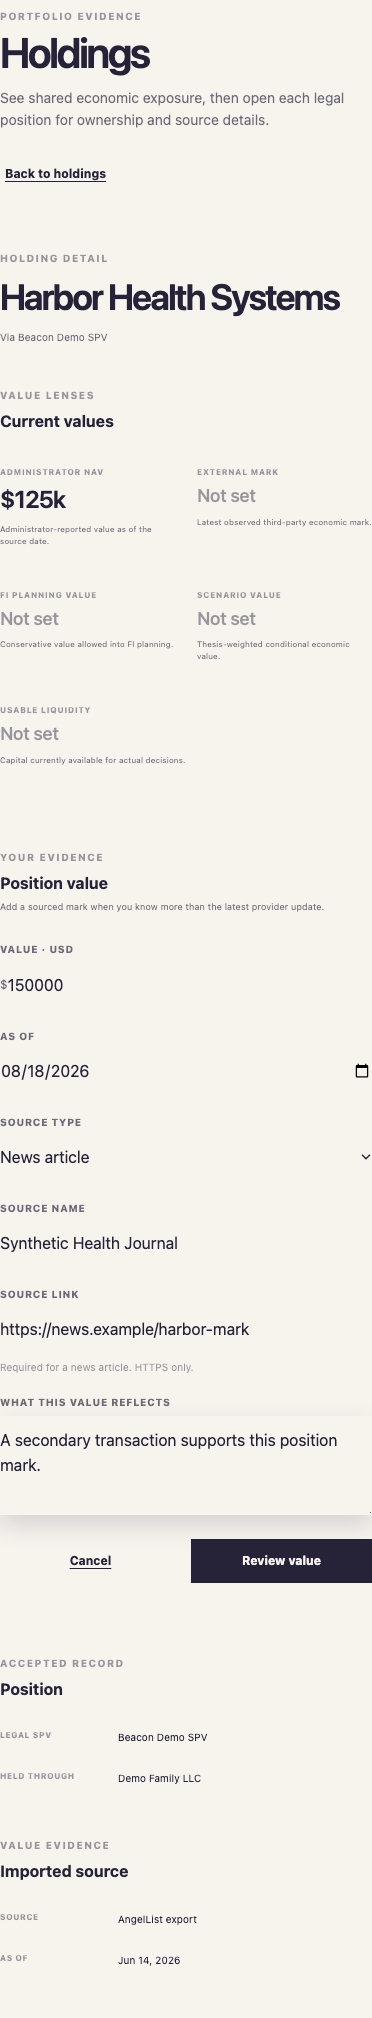 PORTFOLIO EVIDENCE
Holdings
See shared economic exposure, then open each legal
position for ownership and source details.
Back to holdings
HOLDING DETAIL
Harbor Health Systems
Via Beacon Demo SPV
VALUE LENSES
Current values
ADMINISTRATOR NAV
$125k
Administrator-reported value as of the
source date.
EXTERNAL MARK
Not set
Latest observed third-party economic mark.
FI PLANNING VALUE
Not set
Conservative value allowed into FI planning.
SCENARIO VALUE
Not set
Thesis-weighted conditional economic
value.
USABLE LIQUIDITY
Not set
Capital currently available for actual decisions.
YOUR EVIDENCE
Position value
Add a sourced mark when you know more than the latest provider update.
VALUE · USD
$150000
AS OF
08/18/2026
SOURCE TYPE
News article
SOURCE NAME
Synthetic Health Journal
SOURCE LINK
https://news.example/harbor-mark
Required for a news article. HTTPS only.
WHAT THIS VALUE REFLECTS
A secondary transaction supports this position
mark.
Cancel
Review value
ACCEPTED RECORD
Position
LEGAL SPV
Beacon Demo SPV
HELD THROUGH
Demo Family LLC
VALUE EVIDENCE
Imported source
SOURCE
AngelList export
AS OF
Jun 14, 2026